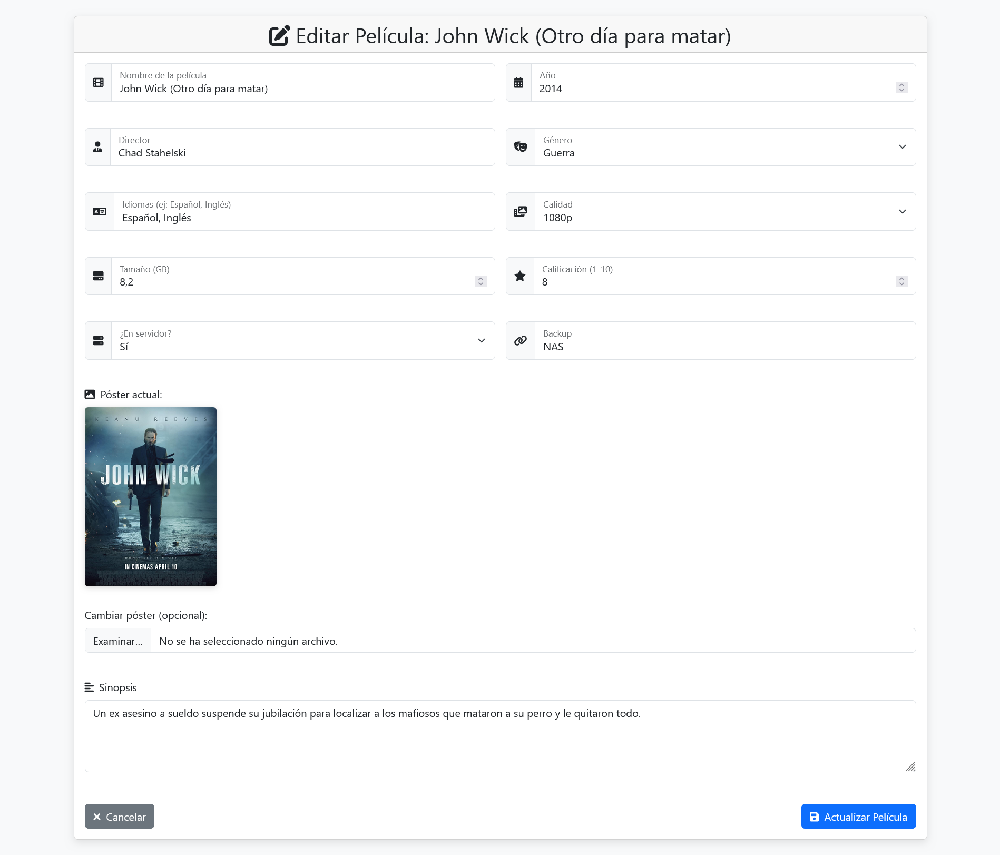 Editar Película: John Wick (Otro día para matar)
Nombre de la película
John Wick (Otro día para matar)
Año
2014
Director
Chad Stahelski
Género
Guerra
Idiomas (ej: Español, Inglés)
Español, Inglés
Calidad
1080p
Tamaño (GB)
8,2
Calificación (1-10)
8
¿En servidor?
Sí
Backup
NAS
Póster actual:
KEANU REEVES
JOHN WICK
DON'T SET HIM OFF
IN CINEMAS APRIL 10
Cambiar póster (opcional):
Examinar... No se ha seleccionado ningún archivo.
Sinopsis
Un ex asesino a sueldo suspende su jubilación para localizar a los mafiosos que mataron a su perro y le quitaron todo.
Cancelar
Actualizar Película